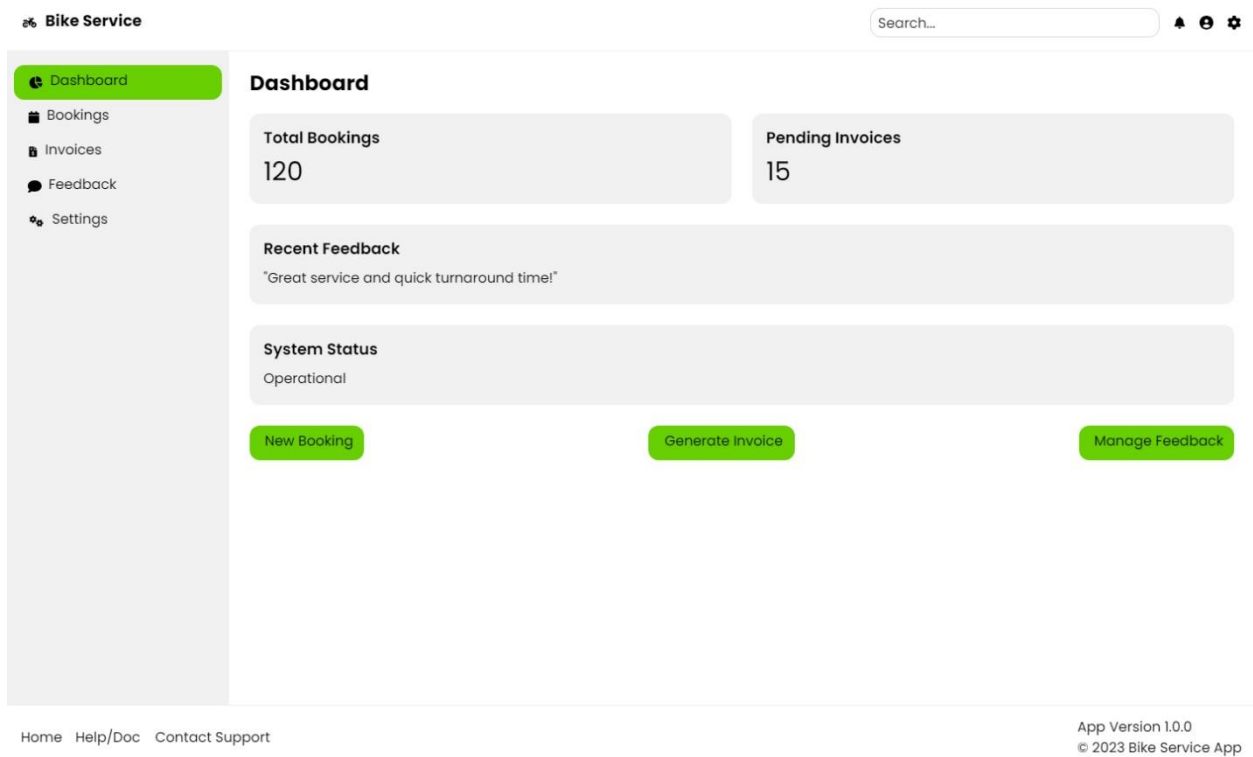 Bike Service
Search...
Dashboard
Bookings
Invoices
Feedback
Settings
Dashboard
Total Bookings
120
Pending Invoices
15
Recent Feedback
"Great service and quick turnaround time!"
System Status
Operational
New Booking
Generate Invoice
Manage Feedback
Home Help/Doc Contact Support
App Version 1.0.0
© 2023 Bike Service App